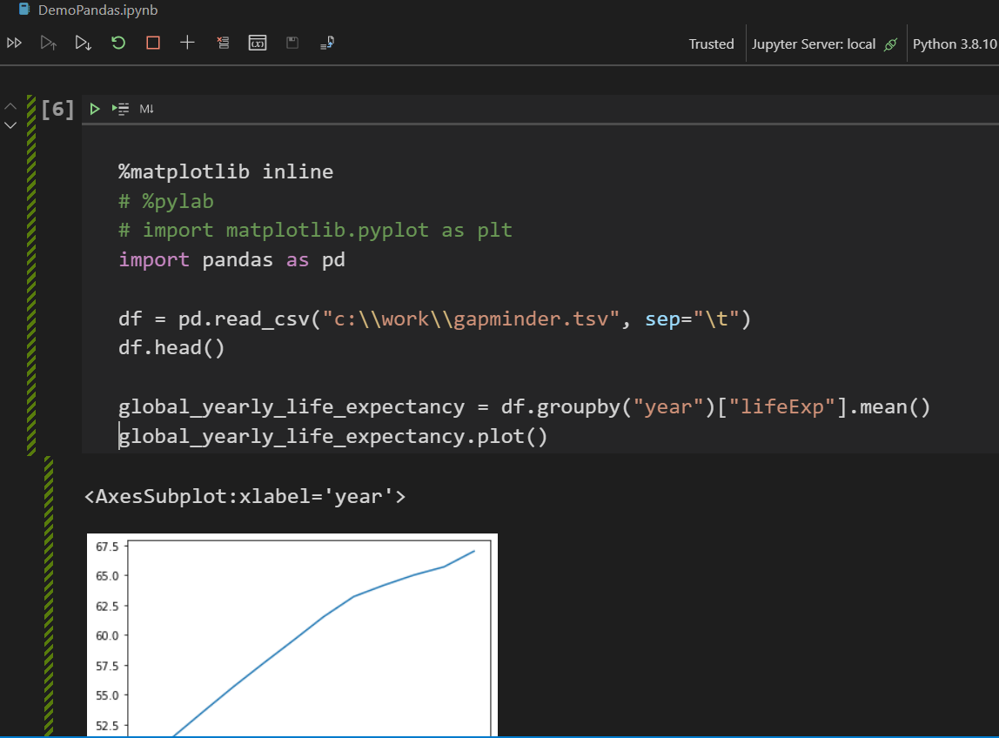 DemoPandas.ipynb
Trusted Jupyter Server: local Python 3.8.10
[6] M↓
%matplotlib inline
# %pylab
# import matplotlib.pyplot as plt
import pandas as pd
df = pd.read_csv("c:\\work\\gapminder.tsv", sep="\t")
df.head()
global_yearly_life_expectancy = df.groupby("year")["lifeExp"].mean()
global_yearly_life_expectancy.plot()
<AxesSubplot:xlabel='year'>
67.5
65.0
62.5
60.0
57.5
55.0
52.5